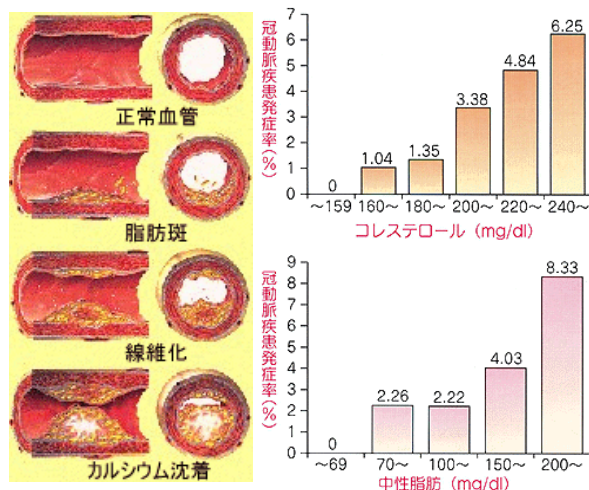 正常血管
脂肪斑
線維化
カルシウム沈着
冠動脈疾患発症率(%)
7
6
5
4
3
2
1
0
0
1.04
1.35
3.38
4.84
6.25
～159 160～ 180～ 200～ 220～ 240～
コレステロール (mg/dl)
冠動脈疾患発症率(%)
9
8
7
6
5
4
3
2
1
0
0
2.26
2.22
4.03
8.33
～69 70～ 100～ 150～ 200～
中性脂肪 (mg/dl)